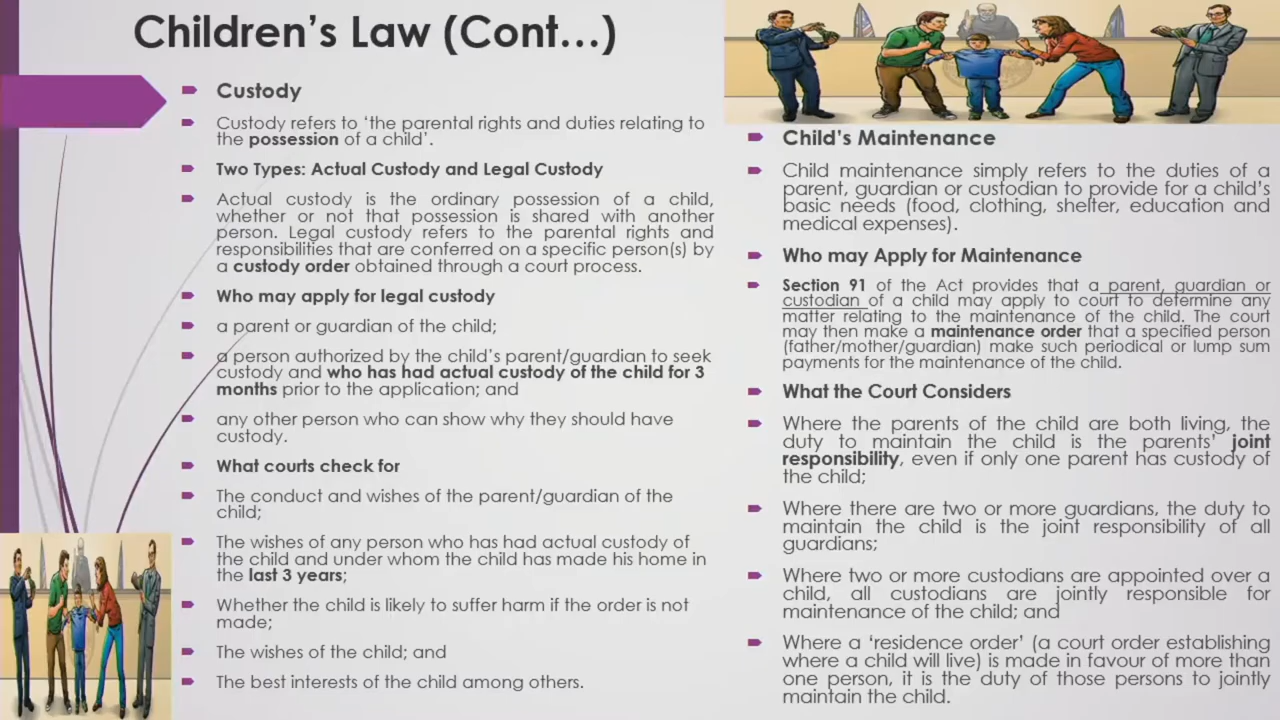 Children's Law (Cont…)
Custody
Custody refers to 'the parental rights and duties relating to
the possession of a child'.
Two Types: Actual Custody and Legal Custody
Actual custody is the ordinary possession of a child,
whether or not that possession is shared with another
person. Legal custody refers to the parental rights and
responsibilities that are conferred on a specific person(s) by
a custody order obtained through a court process.
Who may apply for legal custody
a parent or guardian of the child;
a person authorized by the child's parent/guardian to seek
custody and who has had actual custody of the child for 3
months prior to the application; and
any other person who can show why they should have
custody.
What courts check for
The conduct and wishes of the parent/guardian of the
child;
The wishes of any person who has had actual custody of
the child and under whom the child has made his home in
the last 3 years;
Whether the child is likely to suffer harm if the order is not
made;
The wishes of the child; and
The best interests of the child among others.
Child's Maintenance
Child maintenance simply refers to the duties of a
parent, guardian or custodian to provide for a child's
basic needs (food, clothing, shelter, education and
medical expenses).
Who may Apply for Maintenance
Section 91 of the Act provides that a parent, guardian or
custodian of a child may apply to court to determine any
matter relating to the maintenance of the child. The court
may then make a maintenance order that a specified person
(father/mother/guardian) make such periodical or lump sum
payments for the maintenance of the child.
What the Court Considers
Where the parents of the child are both living, the
duty to maintain the child is the parents' joint
responsibility, even if only one parent has custody of
the child;
Where there are two or more guardians, the duty to
maintain the child is the joint responsibility of all
guardians;
Where two or more custodians are appointed over a
child, all custodians are jointly responsible for
maintenance of the child; and
Where a 'residence order' (a court order establishing
where a child will live) is made in favour of more than
one person, it is the duty of those persons to jointly
maintain the child.